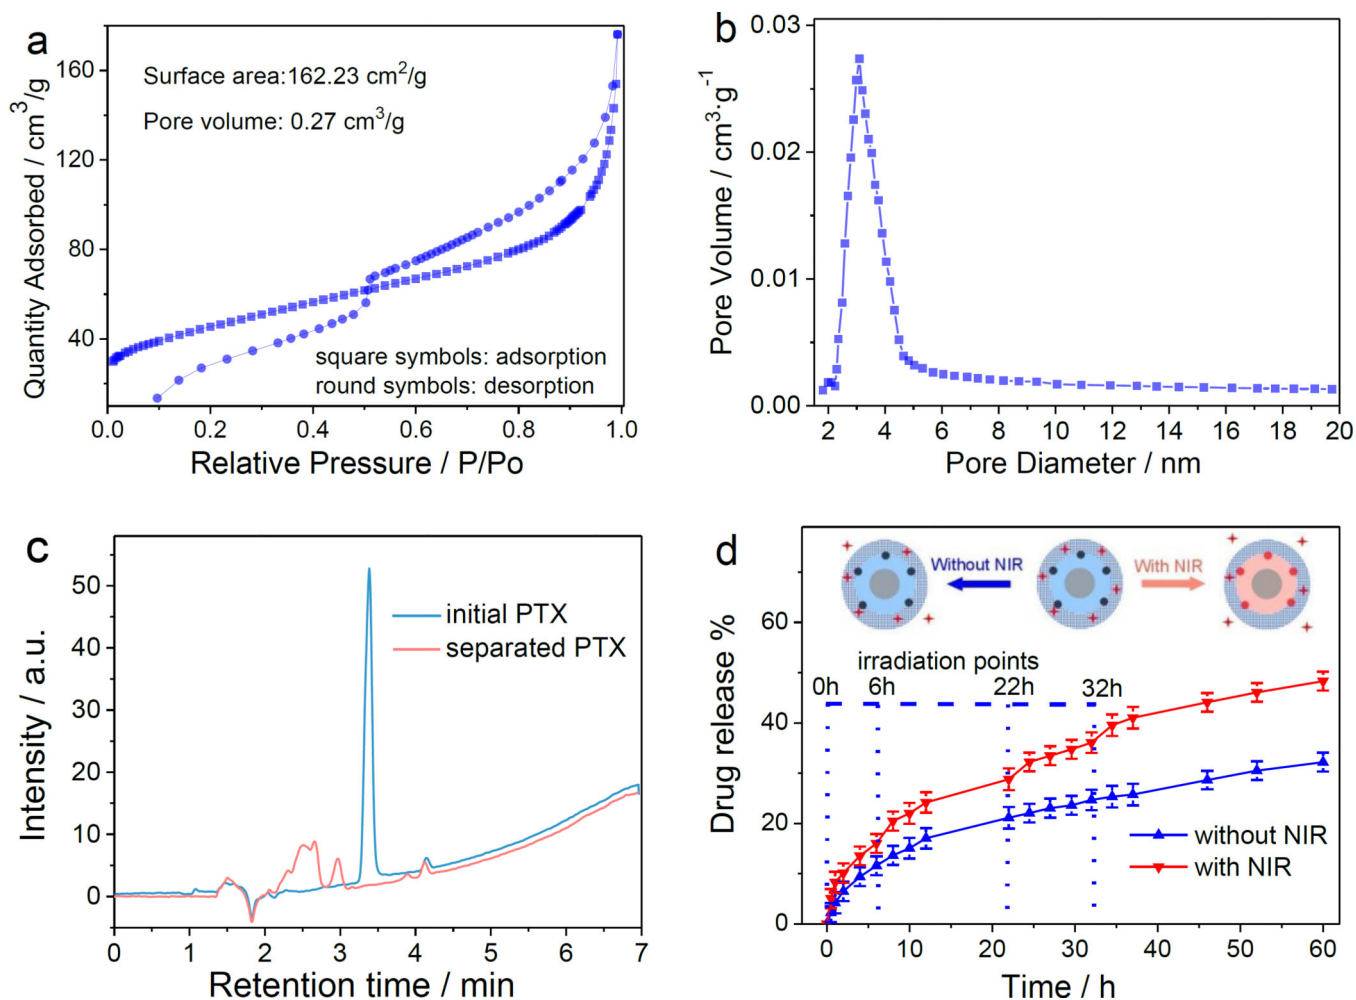 a
Surface area:162.23 cm²/g
Pore volume: 0.27 cm³/g
square symbols: adsorption
round symbols: desorption
Quantity Adsorbed / cm³/g
160
120
80
40
0.0 0.2 0.4 0.6 0.8 1.0
Relative Pressure / P/Po
b
Pore Volume / cm³·g⁻¹
0.03
0.02
0.01
0.00
2 4 6 8 10 12 14 16 18 20
Pore Diameter / nm
c
initial PTX
separated PTX
Intensity / a.u.
50
40
30
20
10
0
0 1 2 3 4 5 6 7
Retention time / min
d
Without NIR
With NIR
irradiation points
0h 6h 22h 32h
without NIR
with NIR
Drug release %
60
40
20
0
0 10 20 30 40 50 60
Time / h